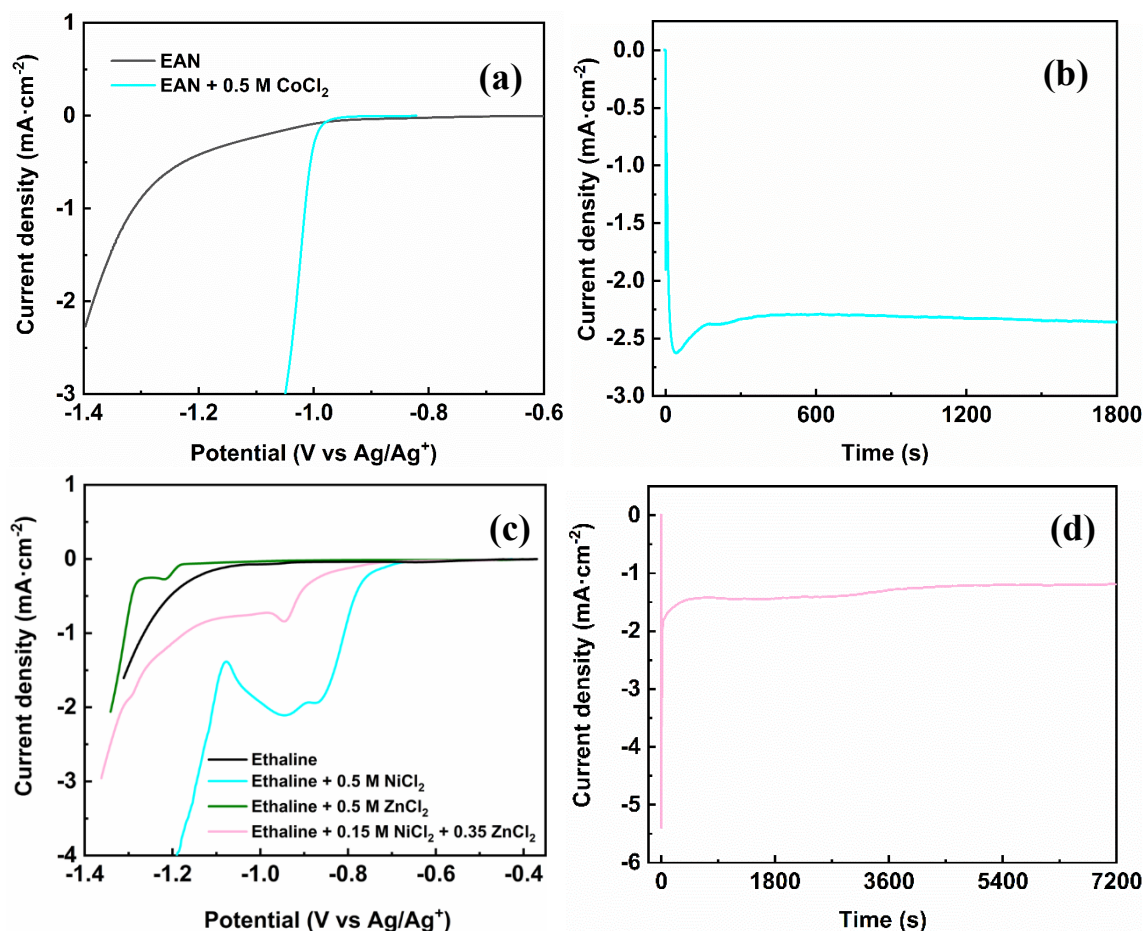 (a)
EAN
EAN + 0.5 M CoCl₂
Current density (mA·cm⁻²)
1
0
-1
-2
-3
-1.4 -1.2 -1.0 -0.8 -0.6
Potential (V vs Ag/Ag⁺)
(b)
Current density (mA·cm⁻²)
0.0
-0.5
-1.0
-1.5
-2.0
-2.5
-3.0
0 600 1200 1800
Time (s)
(c)
Current density (mA·cm⁻²)
1
0
-1
-2
-3
-4
Ethaline
Ethaline + 0.5 M NiCl₂
Ethaline + 0.5 M ZnCl₂
Ethaline + 0.15 M NiCl₂ + 0.35 ZnCl₂
-1.4 -1.2 -1.0 -0.8 -0.6 -0.4
Potential (V vs Ag/Ag⁺)
(d)
Current density (mA·cm⁻²)
0
-1
-2
-3
-4
-5
-6
0 1800 3600 5400 7200
Time (s)